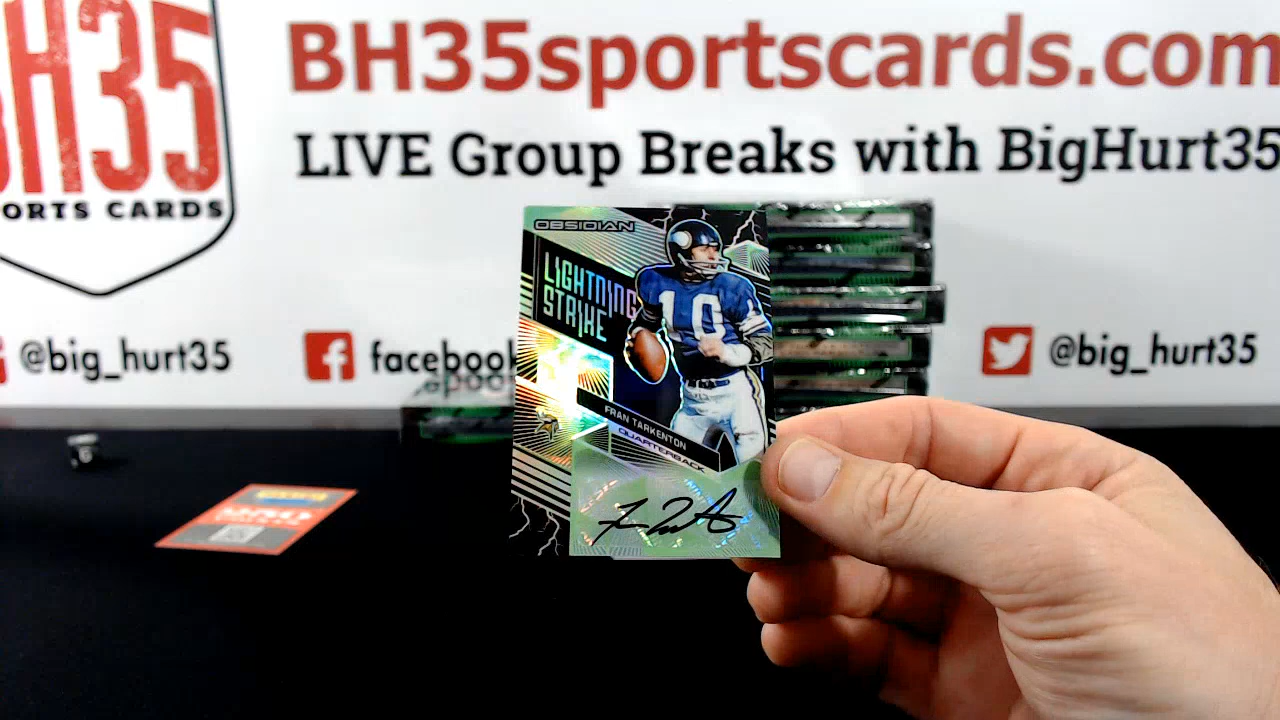 BH35
ORTS CARDS
BH35sportscards.com
LIVE Group Breaks with BigHurt35
@big_hurt35
facebook
@big_hurt35
OBSIDIAN
LIGHTNING
STRIKE
10
FRAN TARKENTON
QUARTERBACK